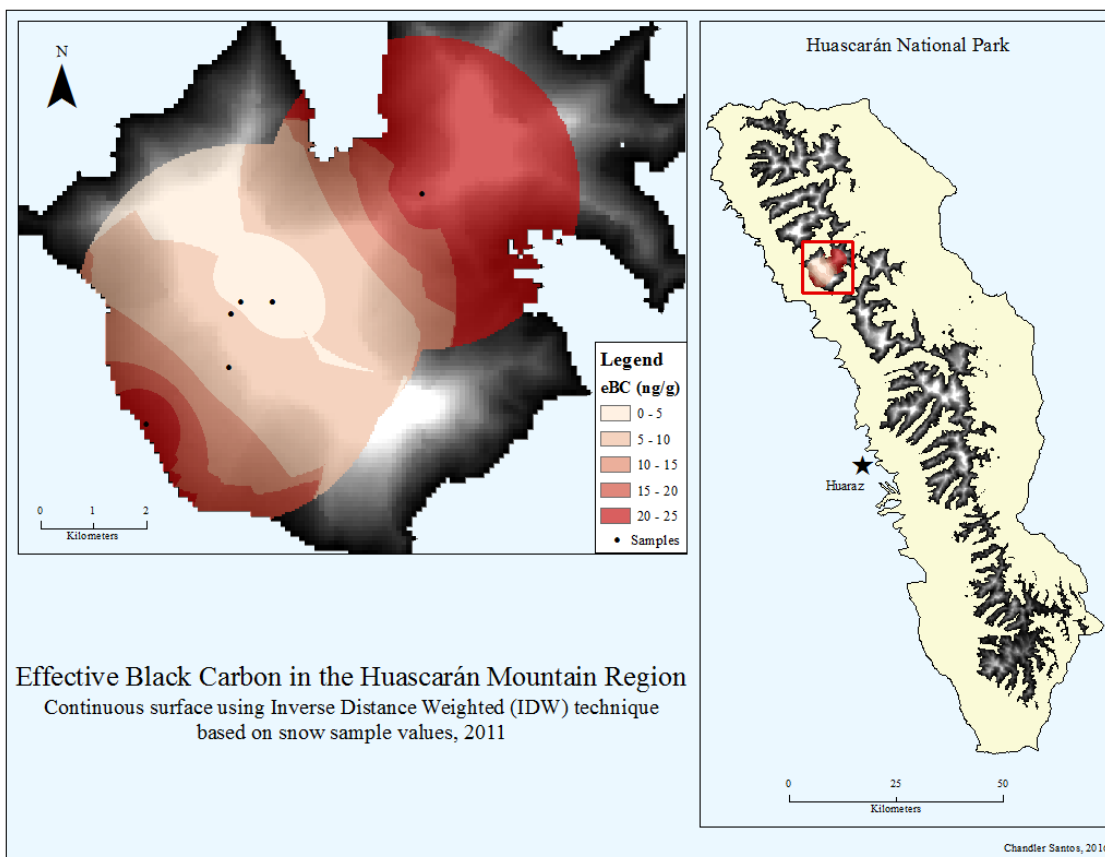 N
Legend
eBC (ng/g)
0 - 5
5 - 10
10 - 15
15 - 20
20 - 25
Samples
0 2
Kilometers
Effective Black Carbon in the Huascarán Mountain Region
Continuous surface using Inverse Distance Weighted (IDW) technique
based on snow sample values, 2011
Huascarán National Park
Huaraz
0 25 50
Kilometers
Chandler Santos,